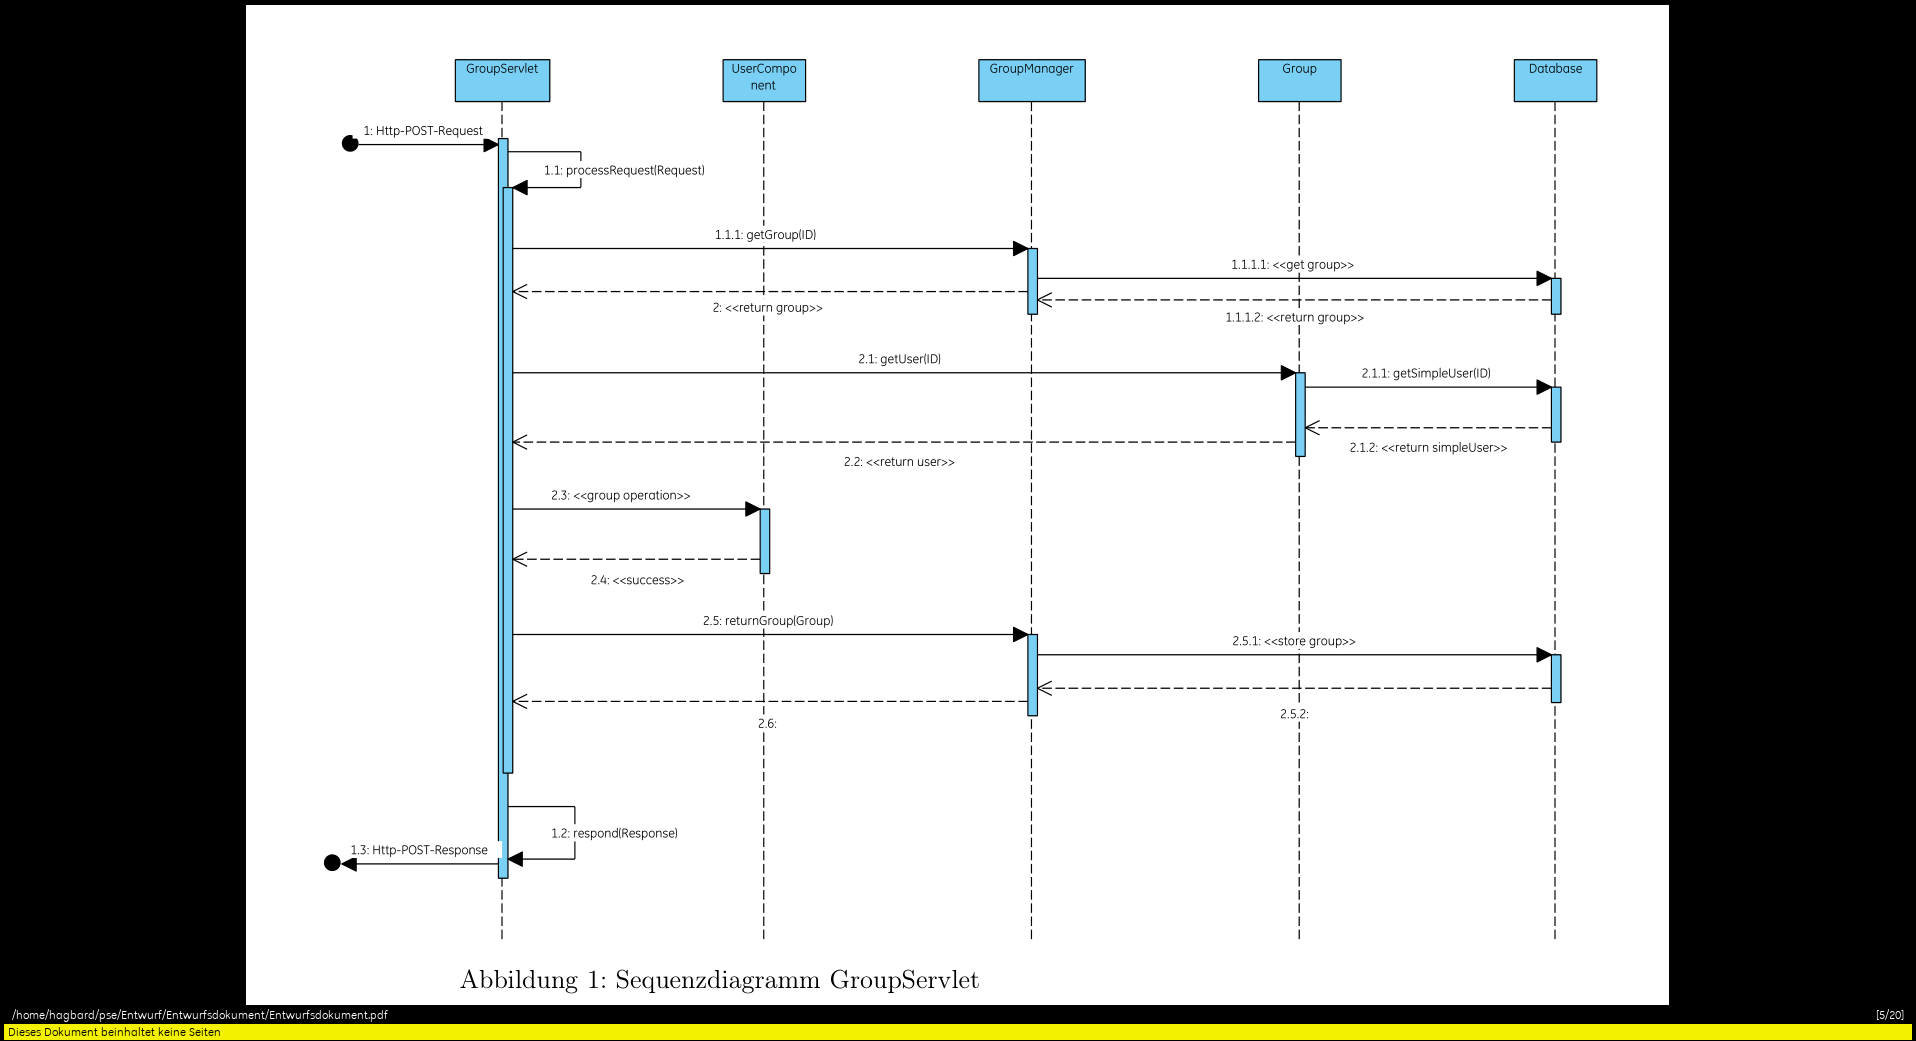 GroupServlet
UserCompo
nent
GroupManager
Group
Database
1: Http-POST-Request
1.1: processRequest(Request)
1.1.1: getGroup(ID)
1.1.1.1: <<get group>>
2: <<return group>>
1.1.1.2: <<return group>>
2.1: getUser(ID)
2.1.1: getSimpleUser(ID)
2.1.2: <<return simpleUser>>
2.2: <<return user>>
2.3: <<group operation>>
2.4: <<success>>
2.5: returnGroup(Group)
2.5.1: <<store group>>
2.5.2:
2.6:
1.2: respond(Response)
1.3: Http-POST-Response
Abbildung 1: Sequenzdiagramm GroupServlet
/home/hagbard/pse/Entwurf/Entwurfsdokument/Entwurfsdokument.pdf [5/20]
Dieses Dokument beinhaltet keine Seiten